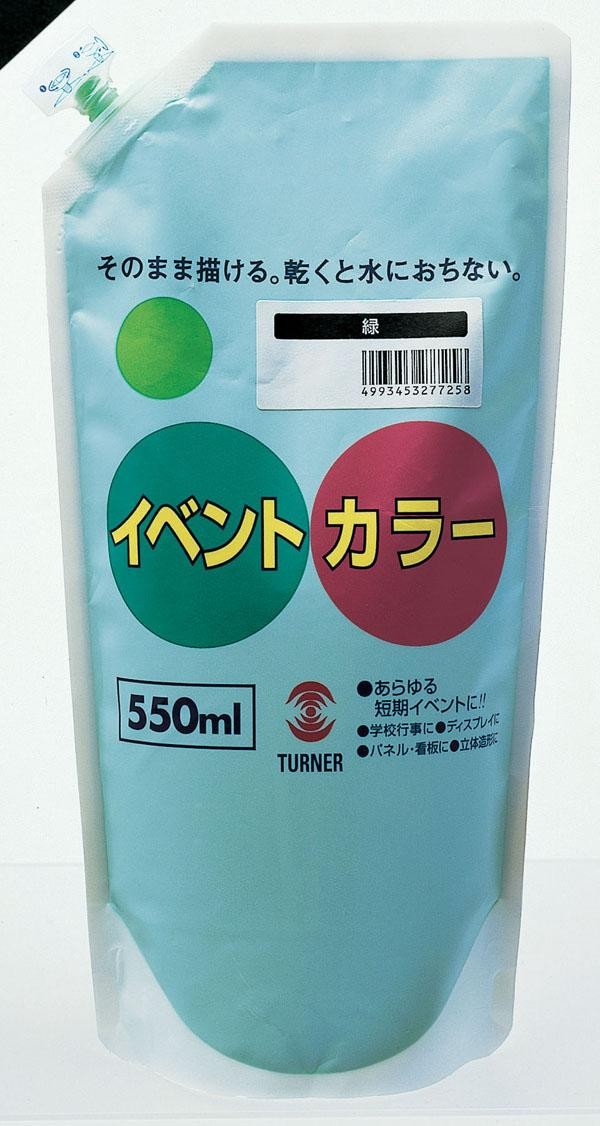 そのまま描ける。乾くと水におちない。
緑
4993453277258
イベントカラー
550ml
TURNER
●あらゆる
短期イベントに!!
●学校行事に●ディスプレイに
●パネル・看板に●立体造形に